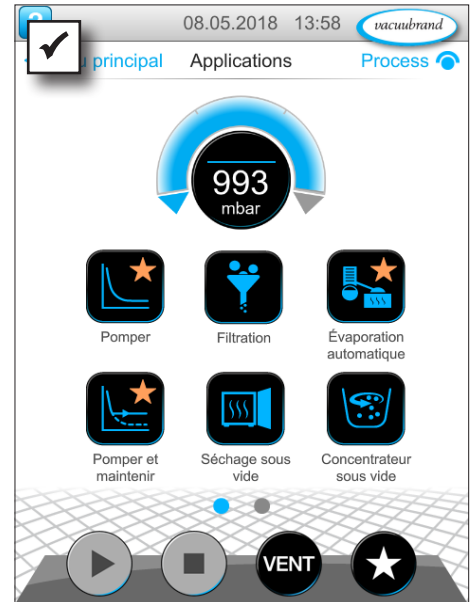 08.05.2018 13:58 vacuubrand
principal Applications Process
993
mbar
Pomper Filtration Évaporation
automatique
Pomper et
maintenir Séchage sous
vide Concentrateur
sous vide
VENT